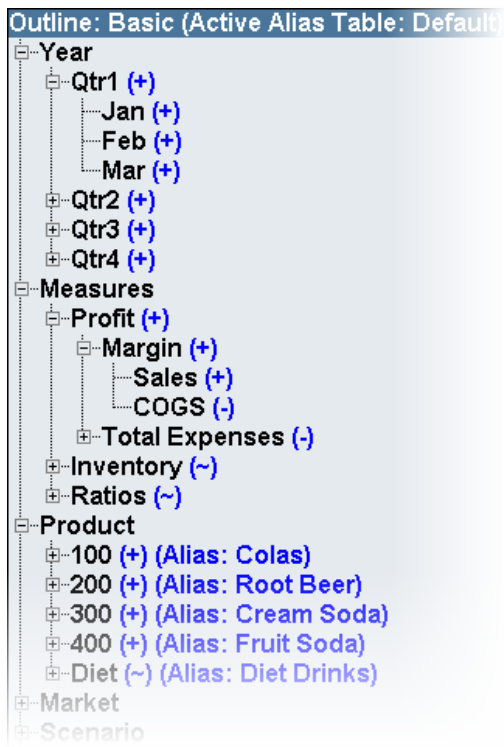 Outline: Basic (Active Alias Table: Default)
Year
Qtr1 (+)
Jan (+)
Feb (+)
Mar (+)
Qtr2 (+)
Qtr3 (+)
Qtr4 (+)
Measures
Profit (+)
Margin (+)
Sales (+)
COGS (-)
Total Expenses (-)
Inventory (~)
Ratios (~)
Product
100 (+) (Alias: Colas)
200 (+) (Alias: Root Beer)
300 (+) (Alias: Cream Soda)
400 (+) (Alias: Fruit Soda)
Diet (~) (Alias: Diet Drinks)
Market
Scenario